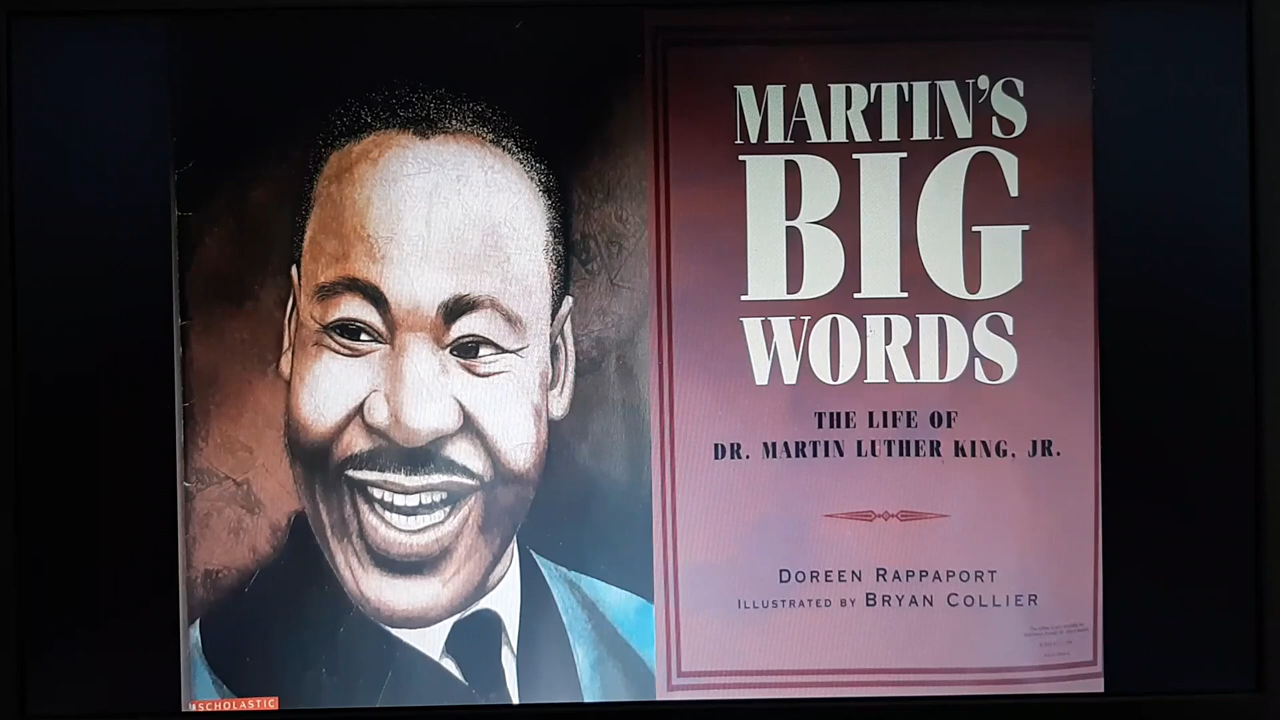 MARTIN'S
BIG
WORDS
THE LIFE OF
DR. MARTIN LUTHER KING, JR.
DOREEN RAPPAPORT
ILLUSTRATED BY BRYAN COLLIER
SCHOLASTIC